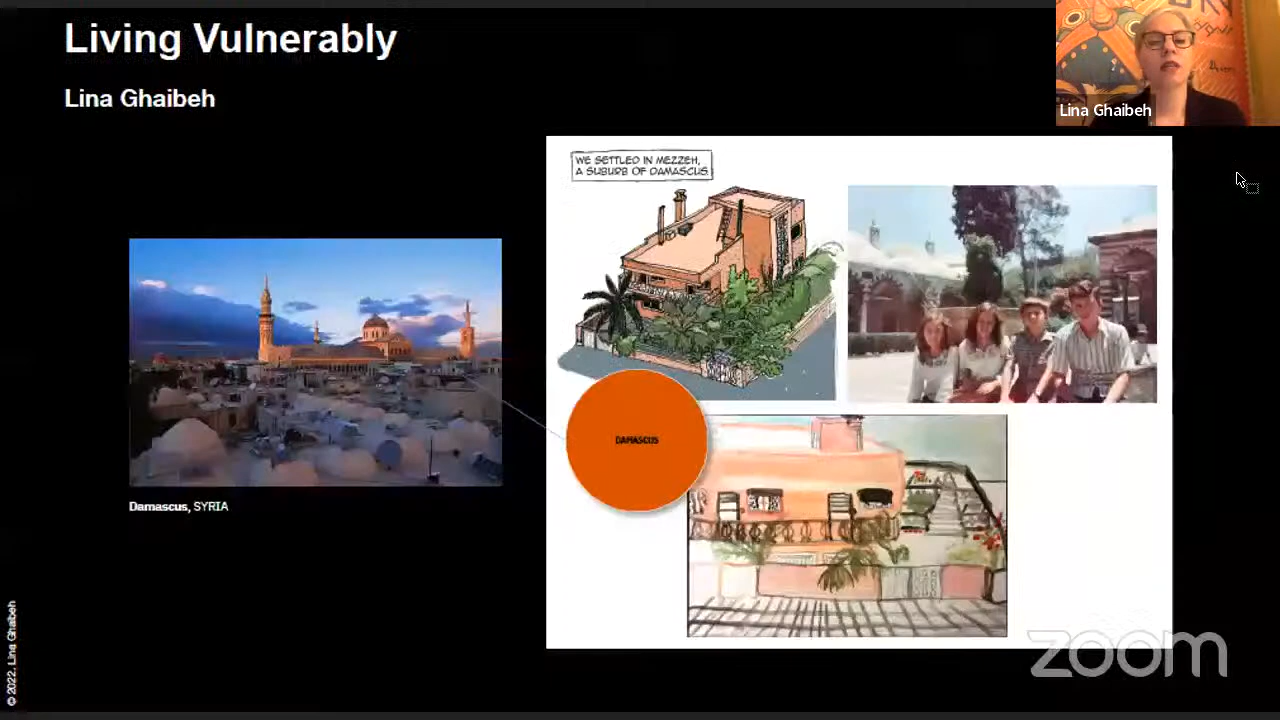 Living Vulnerably
Lina Ghaibeh
Lina Ghaibeh
WE SETTLED IN MEZZEH,
A SUBURB OF DAMASCUS
DAMASCUS
Damascus, SYRIA
© 2022, Lina Ghaibeh
zoom